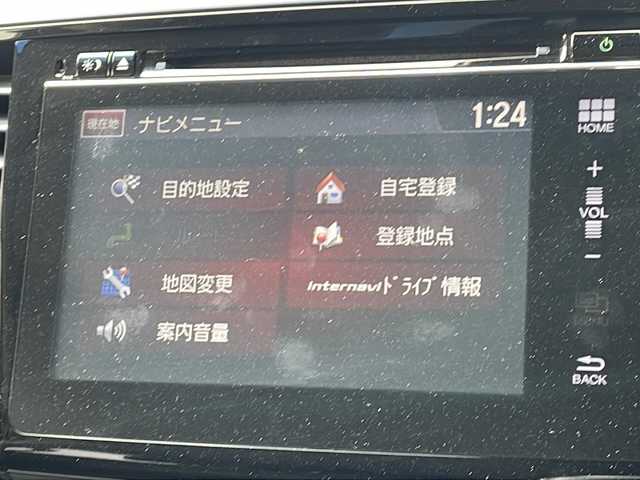 現在地 ナビメニュー 1:24
目的地設定 自宅登録
登録地点
地図変更 internaviドライブ情報
案内音量
HOME
+
VOL
−
BACK